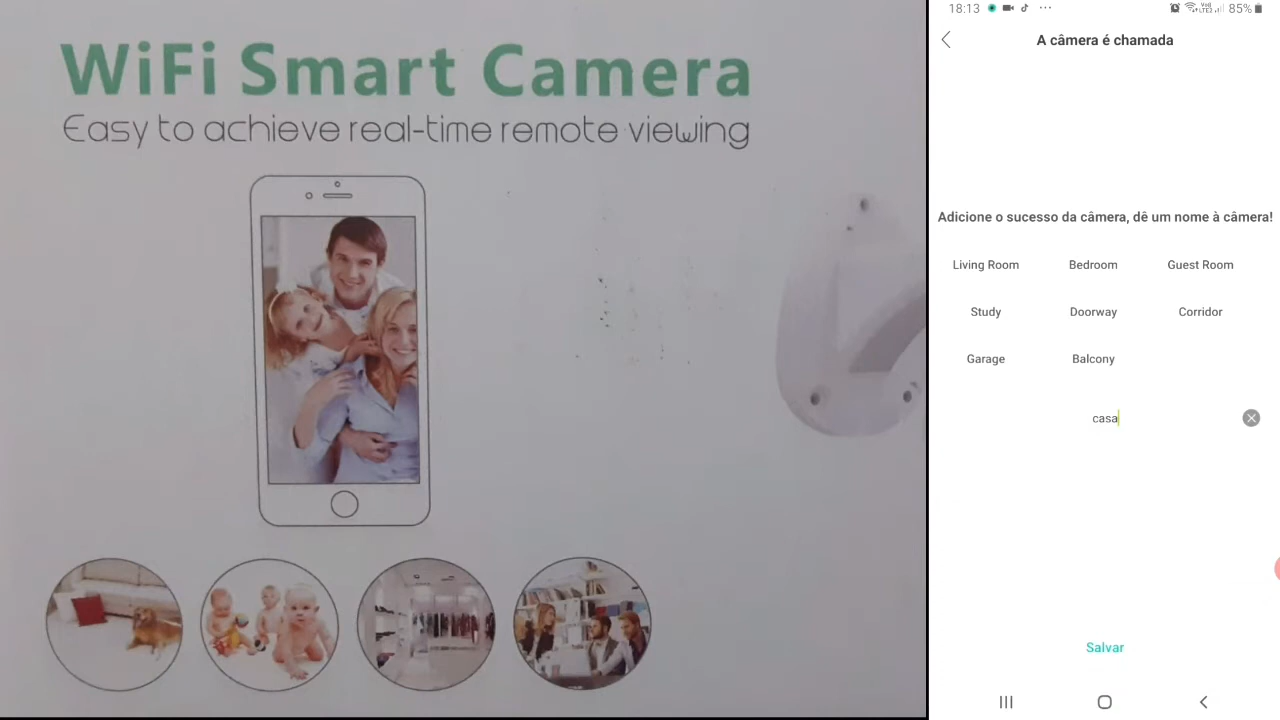 WiFi Smart Camera
Easy to achieve real-time remote viewing
18:13
85%
A câmera é chamada
Adicione o sucesso da câmera, dê um nome à câmera!
Living Room Bedroom Guest Room
Study Doorway Corridor
Garage Balcony
casa
Salvar